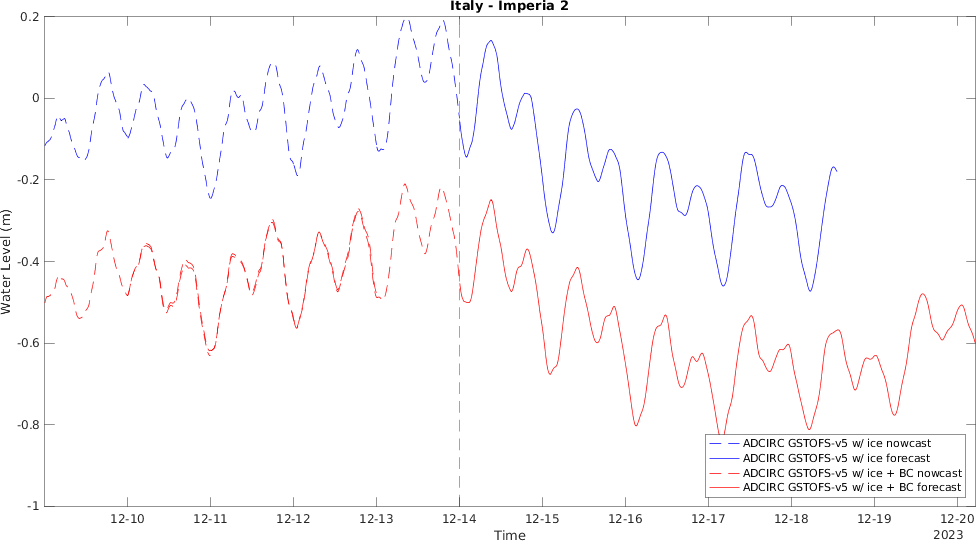 Italy - Imperia 2
Water Level (m)
0.2
0
-0.2
-0.4
-0.6
-0.8
-1
ADCIRC GSTOFS-v5 w/ ice nowcast
ADCIRC GSTOFS-v5 w/ ice forecast
ADCIRC GSTOFS-v5 w/ ice + BC nowcast
ADCIRC GSTOFS-v5 w/ ice + BC forecast
12-10 12-11 12-12 12-13 12-14 12-15 12-16 12-17 12-18 12-19 12-20
Time
2023